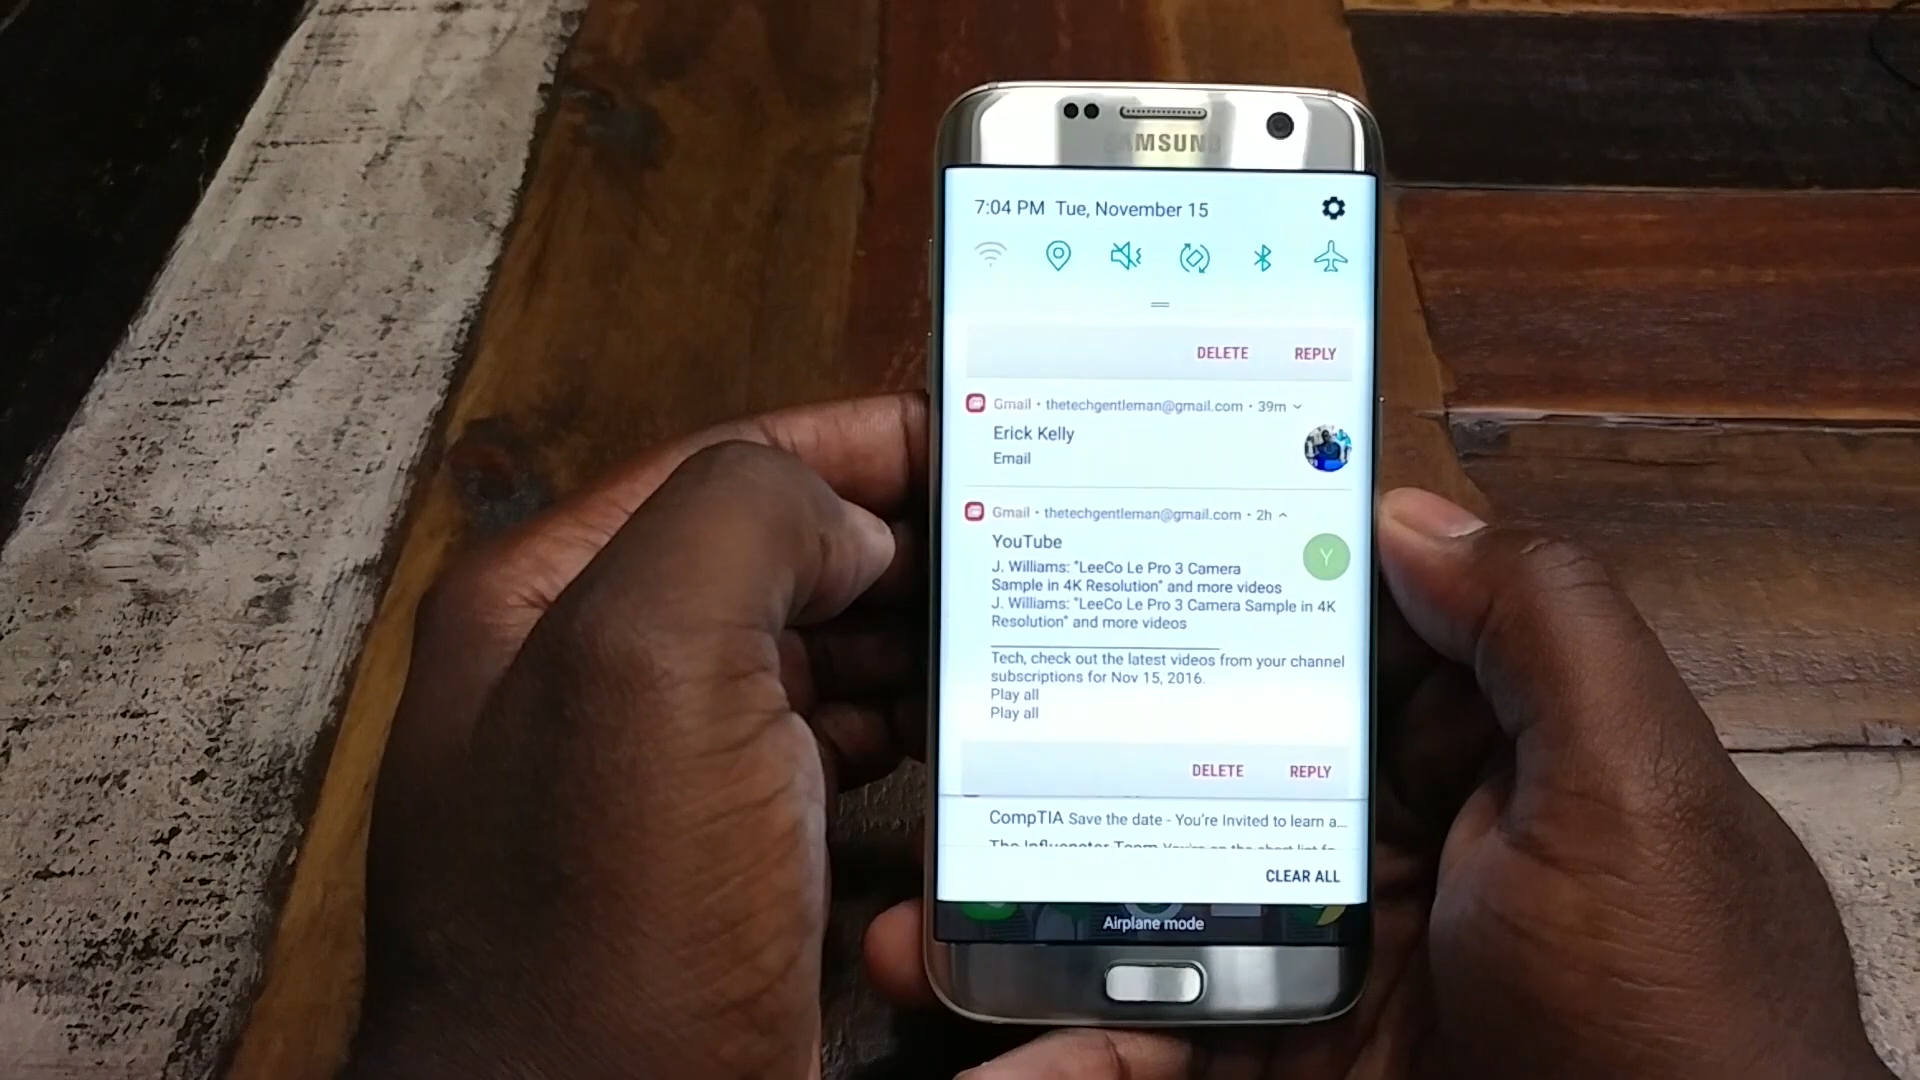 SAMSUNG
7:04 PM Tue, November 15
DELETE REPLY
Gmail • thetechgentleman@gmail.com • 39m
Erick Kelly
Email
Gmail • thetechgentleman@gmail.com • 2h
YouTube
Y
J. Williams: "LeeCo Le Pro 3 Camera
Sample in 4K Resolution" and more videos
J. Williams: "LeeCo Le Pro 3 Camera Sample in 4K
Resolution" and more videos
Tech, check out the latest videos from your channel
subscriptions for Nov 15, 2016.
Play all
Play all
DELETE REPLY
CompTIA Save the date - You're Invited to learn a...
The Influenster Team
CLEAR ALL
Airplane mode